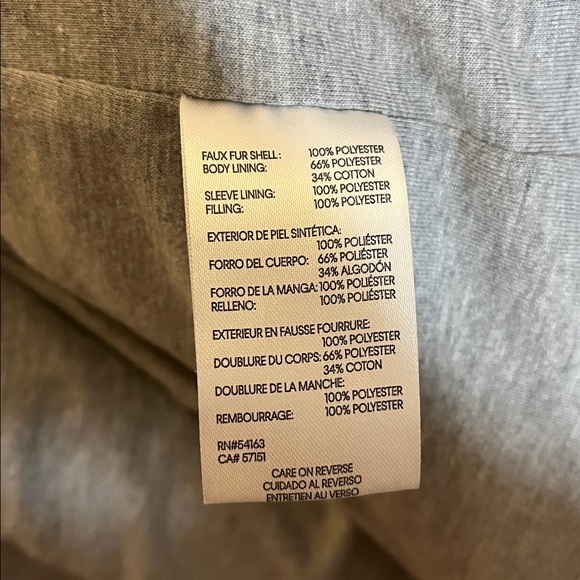 FAUX FUR SHELL: 100% POLYESTER
BODY LINING: 66% POLYESTER
34% COTTON
SLEEVE LINING: 100% POLYESTER
FILLING: 100% POLYESTER
EXTERIOR DE PIEL SINTÉTICA:
100% POLIÉSTER
FORRO DEL CUERPO: 66% POLIÉSTER
34% ALGODÓN
FORRO DE LA MANGA: 100% POLIÉSTER
RELLENO: 100% POLIÉSTER
EXTERIEUR EN FAUSSE FOURRURE:
100% POLYESTER
DOUBLURE DU CORPS: 66% POLYESTER
34% COTON
DOUBLURE DE LA MANCHE:
100% POLYESTER
REMBOURRAGE: 100% POLYESTER
RN#54163
CA# 57151
CARE ON REVERSE
CUIDADO AL REVERSO
ENTRETIEN AU VERSO